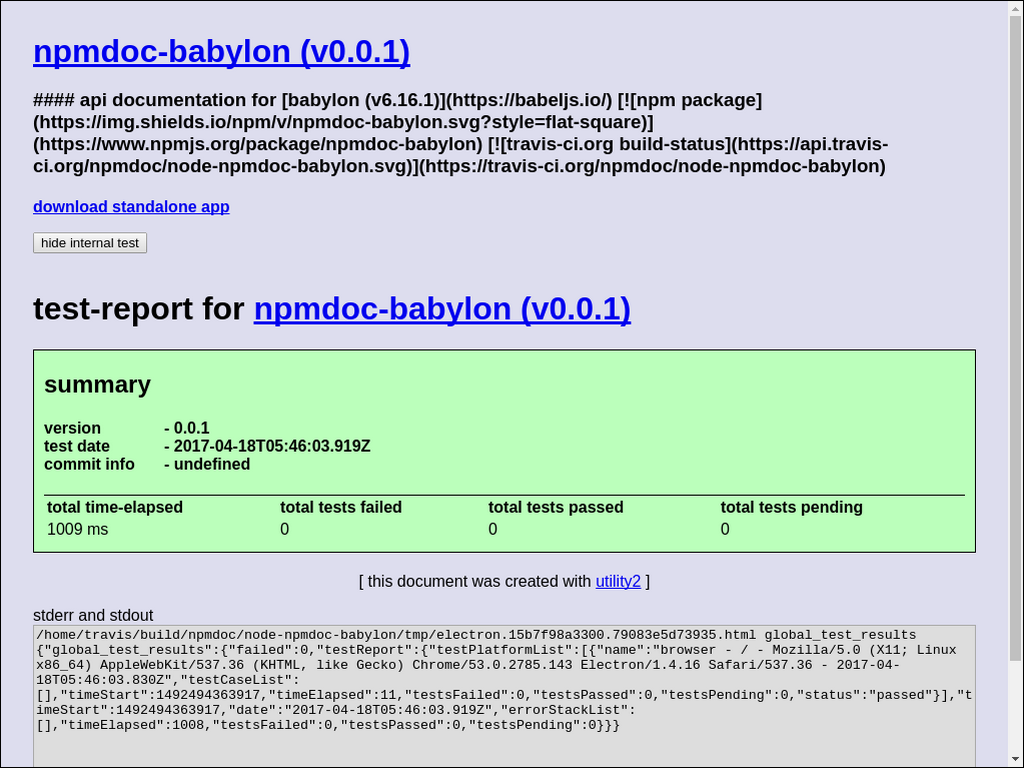 npmdoc-babylon (v0.0.1)
#### api documentation for [babylon (v6.16.1)](https://babeljs.io/) [![npm package]
(https://img.shields.io/npm/v/npmdoc-babylon.svg?style=flat-square)]
(https://www.npmjs.org/package/npmdoc-babylon) [![travis-ci.org build-status](https://api.travis-
ci.org/npmdoc/node-npmdoc-babylon.svg)](https://travis-ci.org/npmdoc/node-npmdoc-babylon)
download standalone app
hide internal test
test-report for npmdoc-babylon (v0.0.1)
summary
version - 0.0.1
test date - 2017-04-18T05:46:03.919Z
commit info - undefined
total time-elapsed total tests failed total tests passed total tests pending
1009 ms 0 0 0
[ this document was created with utility2 ]
stderr and stdout
/home/travis/build/npmdoc/node-npmdoc-babylon/tmp/electron.15b7f98a3300.79083e5d73935.html global_test_results
{"global_test_results":{"failed":0,"testReport":{"testPlatformList":[{"name":"browser - / - Mozilla/5.0 (X11; Linux
x86_64) AppleWebKit/537.36 (KHTML, like Gecko) Chrome/53.0.2785.143 Electron/1.4.16 Safari/537.36 - 2017-04-
18T05:46:03.830Z","testCaseList":
[],"timeStart":1492494363917,"timeElapsed":11,"testsFailed":0,"testsPassed":0,"testsPending":0,"status":"passed"}],"t
imeStart":1492494363917,"date":"2017-04-18T05:46:03.919Z","errorStackList":
[],"timeElapsed":1008,"testsFailed":0,"testsPassed":0,"testsPending":0}}}